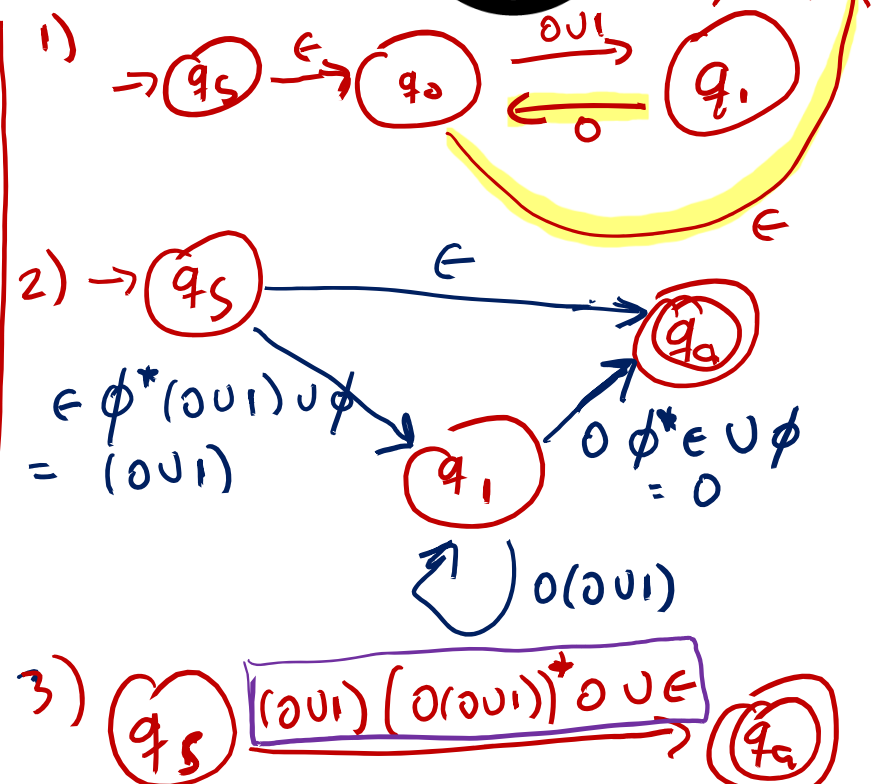 1)
→ qs ∈ q0 0∪1 q1
0
∈
2) → qs ∈ qa
∈ ϕ*(0∪1)∪ϕ
= (0∪1)
q1
0 ϕ*∈ ∪ ϕ
= 0
0(0∪1)
3) qs (0∪1)(0(0∪1))*0 ∪ ∈ qa